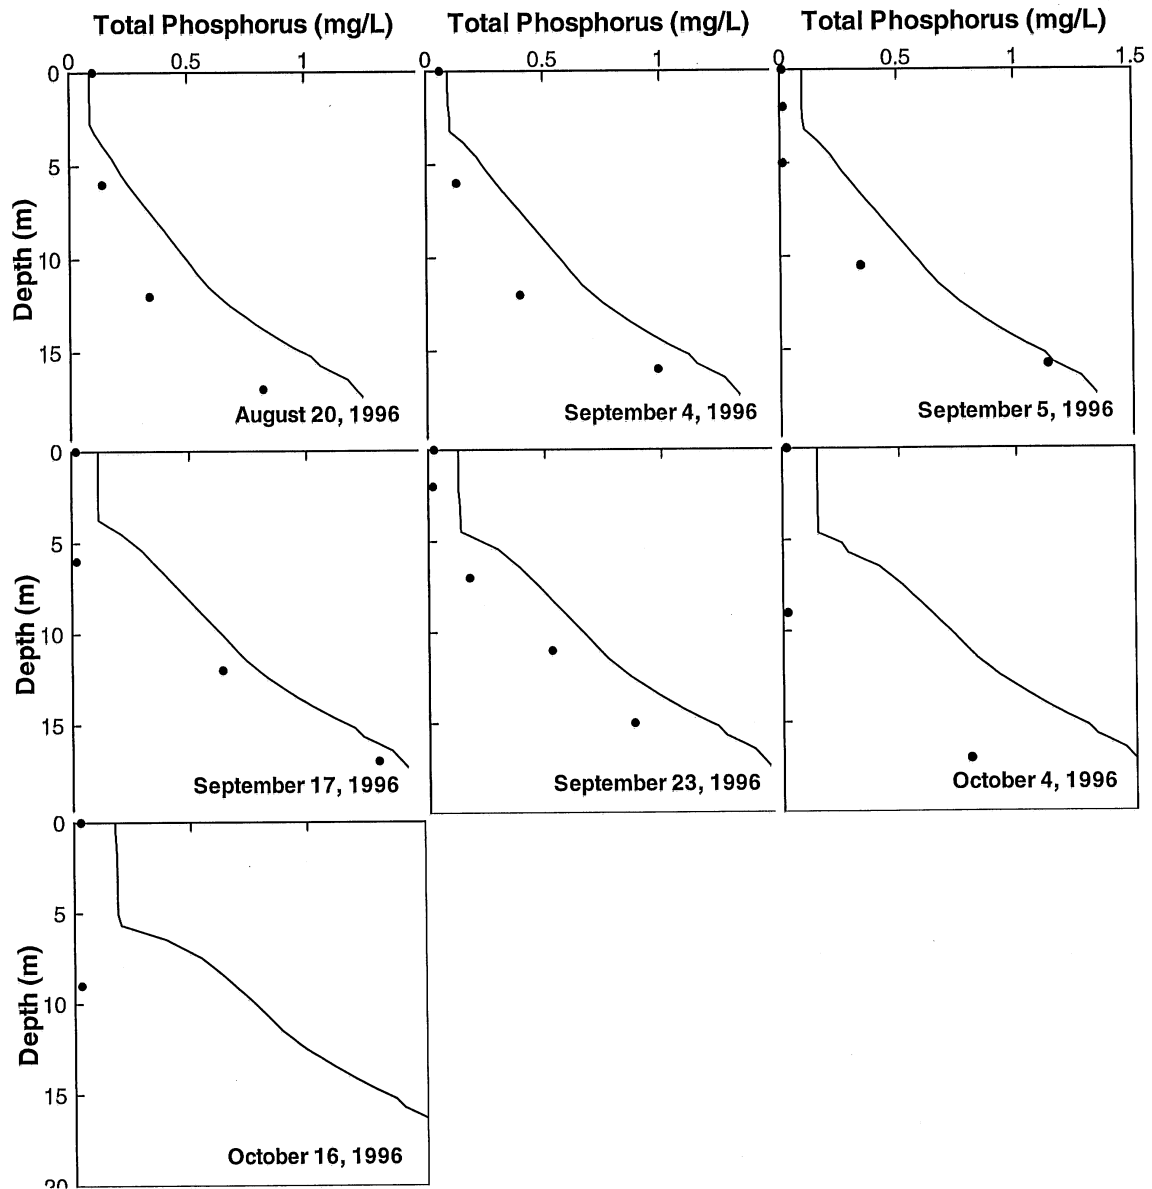 Total Phosphorus (mg/L) Total Phosphorus (mg/L) Total Phosphorus (mg/L)
0 0.5 1 0 0.5 1 0 0.5 1 1.5
0
5
10
15
Depth (m)
August 20, 1996 September 4, 1996 September 5, 1996
0
5
10
15
Depth (m)
September 17, 1996 September 23, 1996 October 4, 1996
0
5
10
15
Depth (m)
October 16, 1996
20